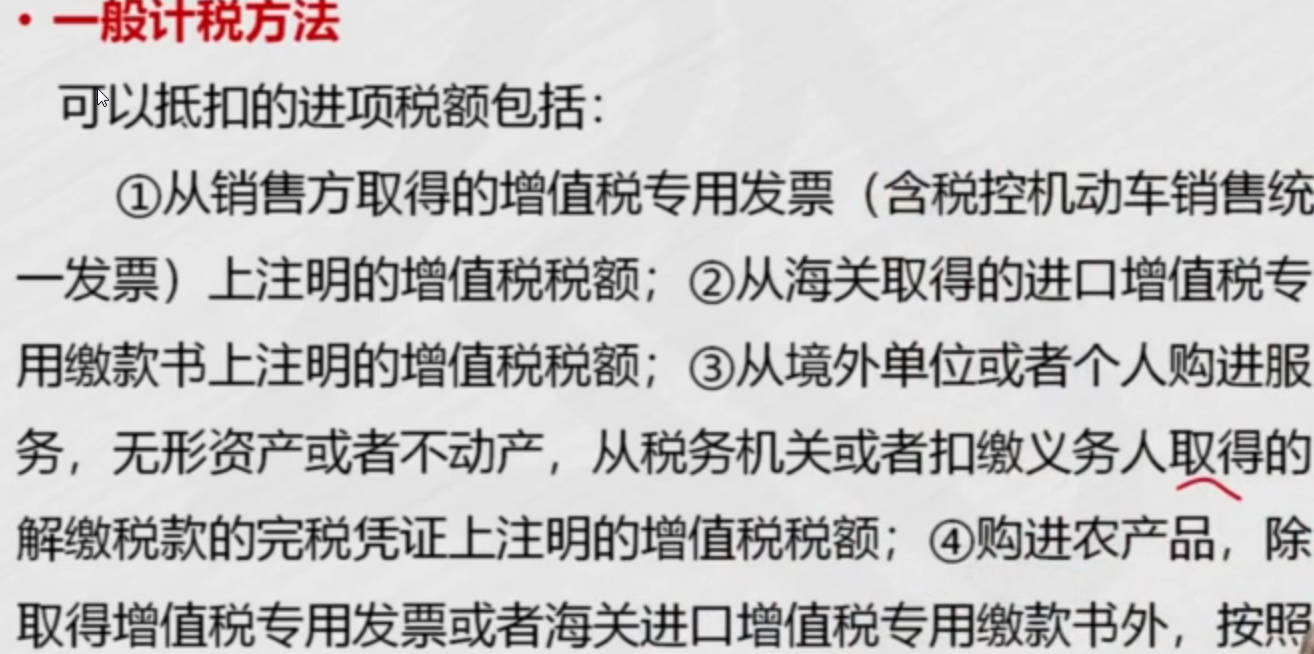 • 一般计税方法
可以抵扣的进项税额包括：
①从销售方取得的增值税专用发票（含税控机动车销售统
一发票）上注明的增值税税额；②从海关取得的进口增值税专
用缴款书上注明的增值税税额；③从境外单位或者个人购进服
务，无形资产或者不动产，从税务机关或者扣缴义务人取得的
解缴税款的完税凭证上注明的增值税税额；④购进农产品，除
取得增值税专用发票或者海关进口增值税专用缴款书外，按照